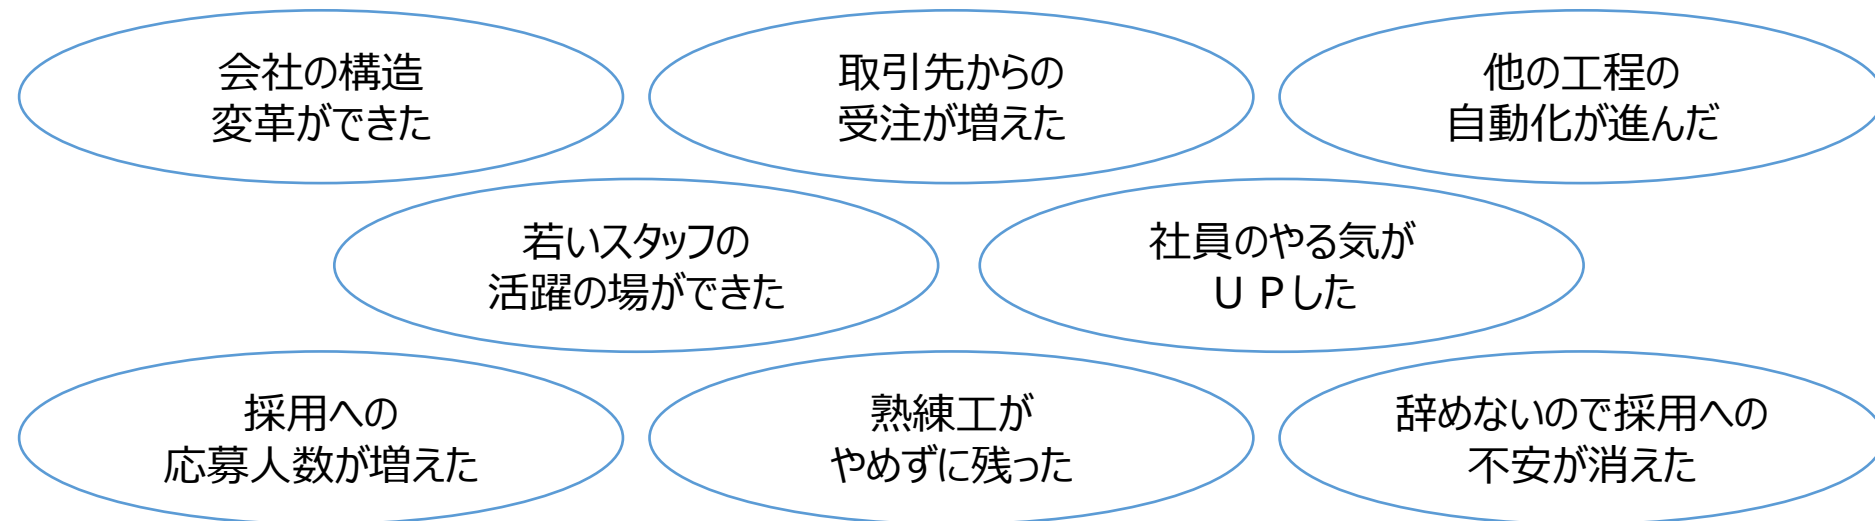 会社の構造
変革ができた
取引先からの
受注が増えた
他の工程の
自動化が進んだ
若いスタッフの
活躍の場ができた
社員のやる気が
ＵＰした
採用への
応募人数が増えた
熟練工が
やめずに残った
辞めないので採用への
不安が消えた